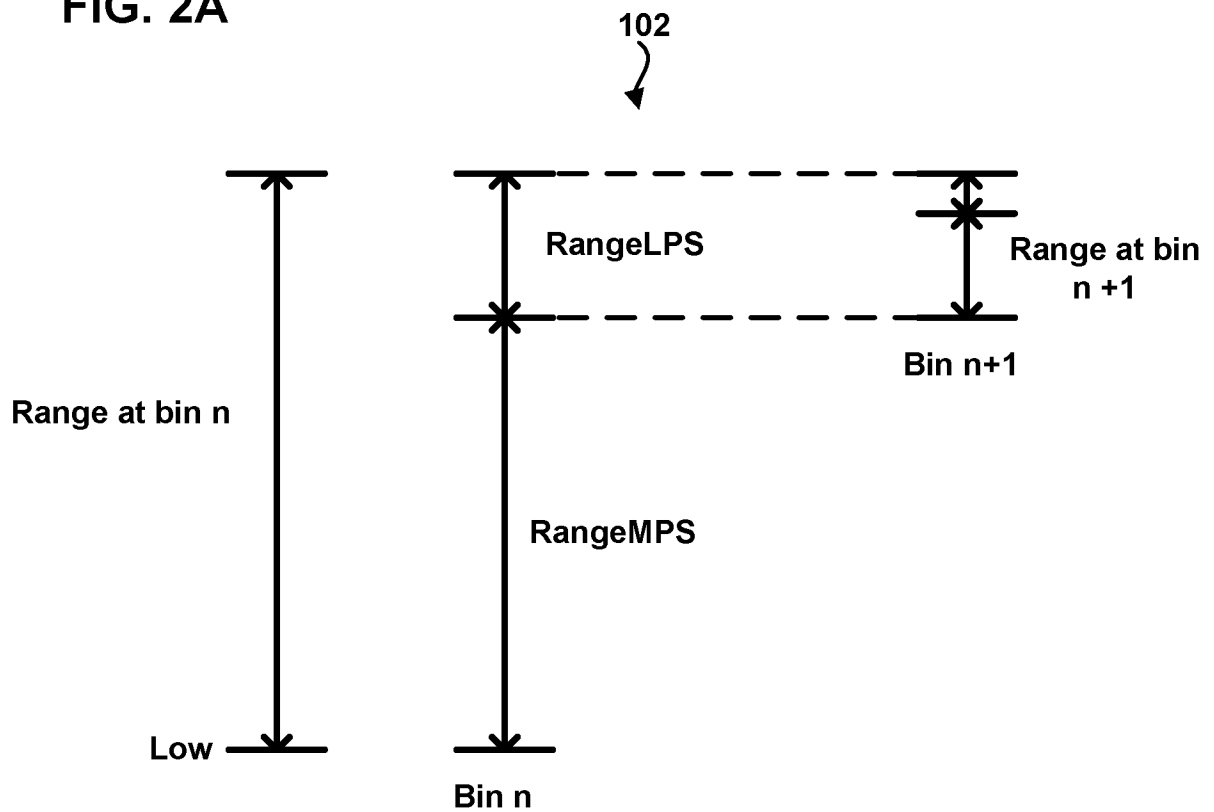 FIG. 2A
102
RangeLPS
Range at bin
n +1
Bin n+1
Range at bin n
RangeMPS
Low
Bin n